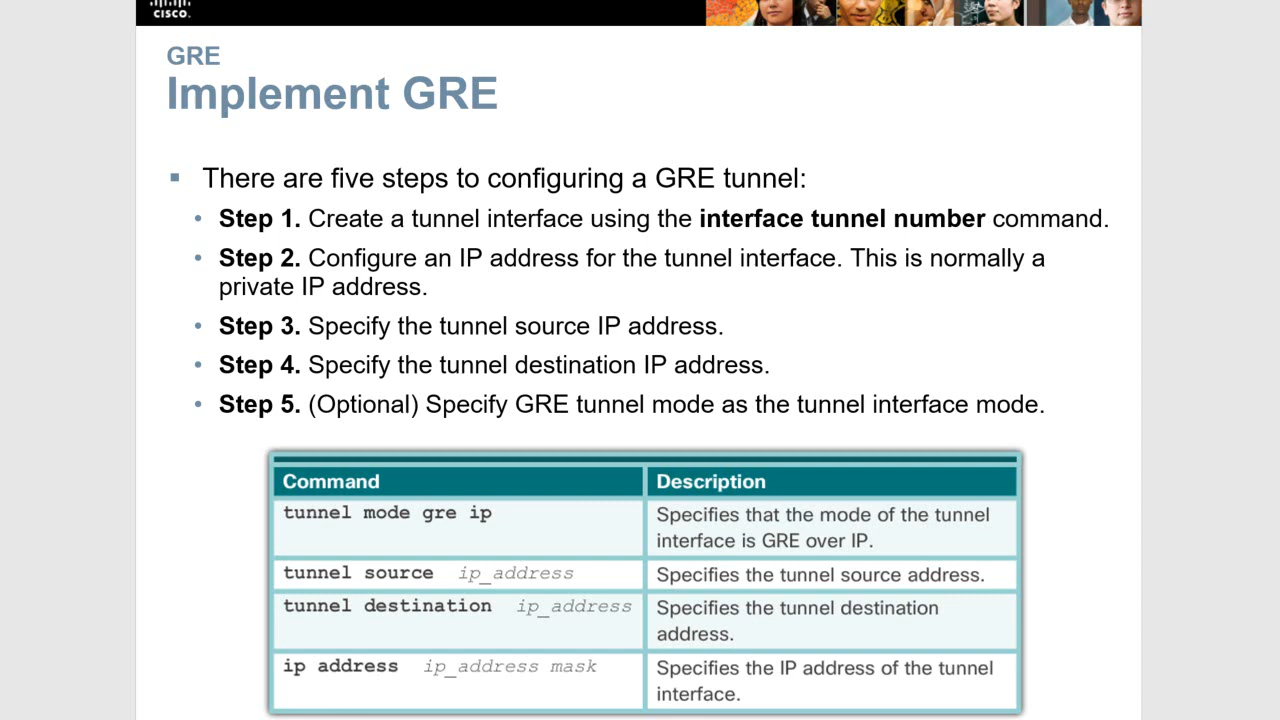 CISCO.
GRE
Implement GRE
There are five steps to configuring a GRE tunnel:
Step 1. Create a tunnel interface using the interface tunnel number command.
Step 2. Configure an IP address for the tunnel interface. This is normally a
private IP address.
Step 3. Specify the tunnel source IP address.
Step 4. Specify the tunnel destination IP address.
Step 5. (Optional) Specify GRE tunnel mode as the tunnel interface mode.
Command Description
tunnel mode gre ip Specifies that the mode of the tunnel
interface is GRE over IP.
tunnel source ip_address Specifies the tunnel source address.
tunnel destination ip_address Specifies the tunnel destination
address.
ip address ip_address mask Specifies the IP address of the tunnel
interface.